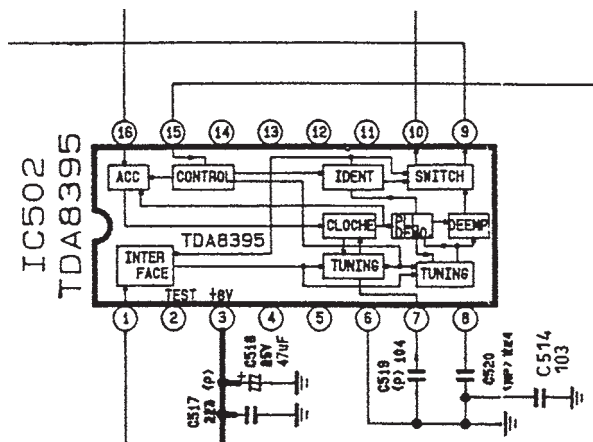 IC502
TDA8395
16 15 14 13 12 11 10 9
ACC
CONTROL
IDENT
SWITCH
CLOCHE
DEEMP
TDA8395
INTER
FACE
TUNING
TUNING
TEST +8V
1 2 3 4 5 6 7 8
(P)
C518
47uF
C517
C519
(P) 104
C520
C514
103